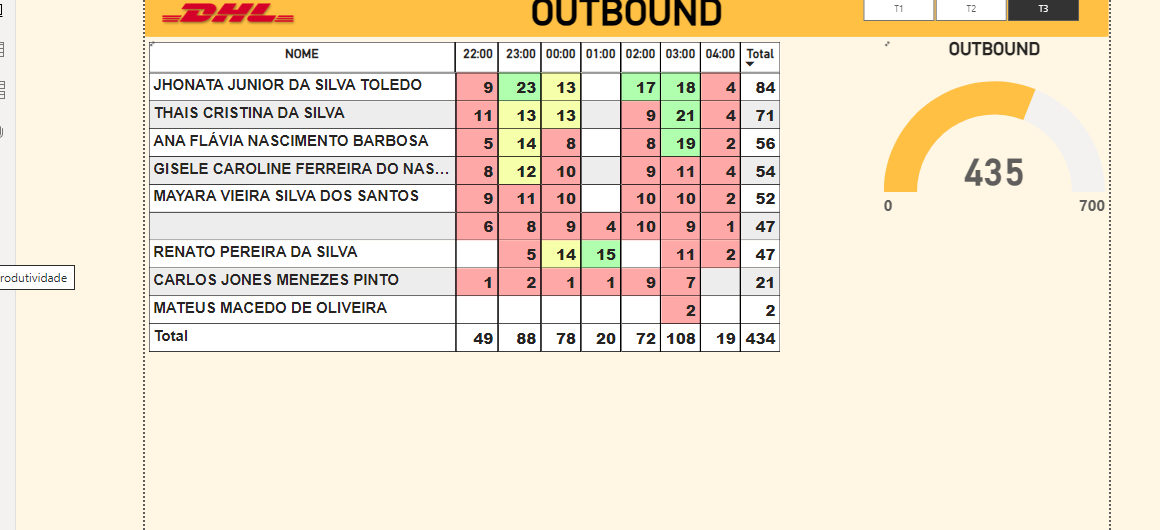 DHL
OUTBOUND
T1 T2 T3
NOME 22:00 23:00 00:00 01:00 02:00 03:00 04:00 Total
JHONATA JUNIOR DA SILVA TOLEDO 9 23 13 17 18 4 84
THAIS CRISTINA DA SILVA 11 13 13 9 21 4 71
ANA FLÁVIA NASCIMENTO BARBOSA 5 14 8 8 19 2 56
GISELE CAROLINE FERREIRA DO NAS... 8 12 10 9 11 4 54
MAYARA VIEIRA SILVA DOS SANTOS 9 11 10 10 10 2 52
6 8 9 4 10 9 1 47
RENATO PEREIRA DA SILVA 5 14 15 11 2 47
CARLOS JONES MENEZES PINTO 1 2 1 1 9 7 21
MATEUS MACEDO DE OLIVEIRA 2 2
Total 49 88 78 20 72 108 19 434
OUTBOUND
435
0 700
rodutividade